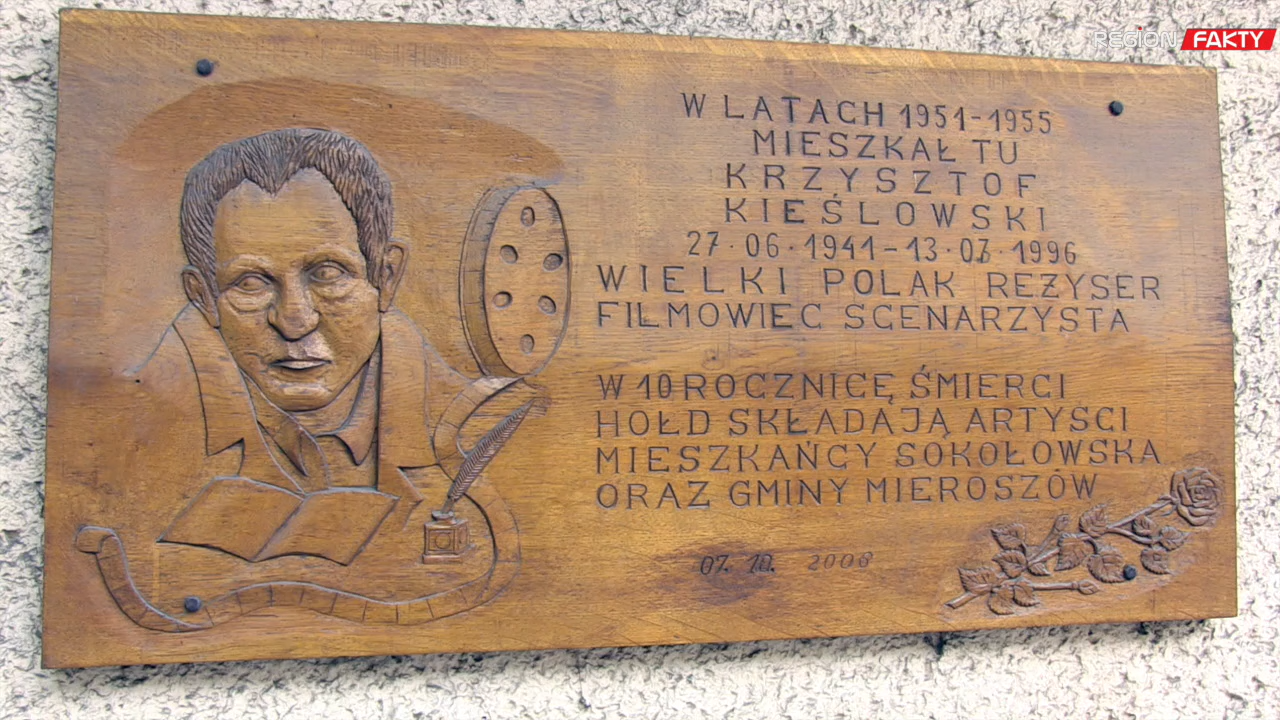 REGION FAKTY
W LATACH 1951-1955
MIESZKAŁ TU
KRZYSZTOF
KIEŚLOWSKI
27.06.1941-13.03.1996
WIELKI POLAK REŻYSER
FILMOWIEC SCENARZYSTA
W 10 ROCZNICĘ ŚMIERCI
HOŁD SKŁADAJĄ ARTYŚCI
MIESZKAŃCY SOKOŁOWSKA
ORAZ GMINY MIEROSZÓW
07. 10. 2006